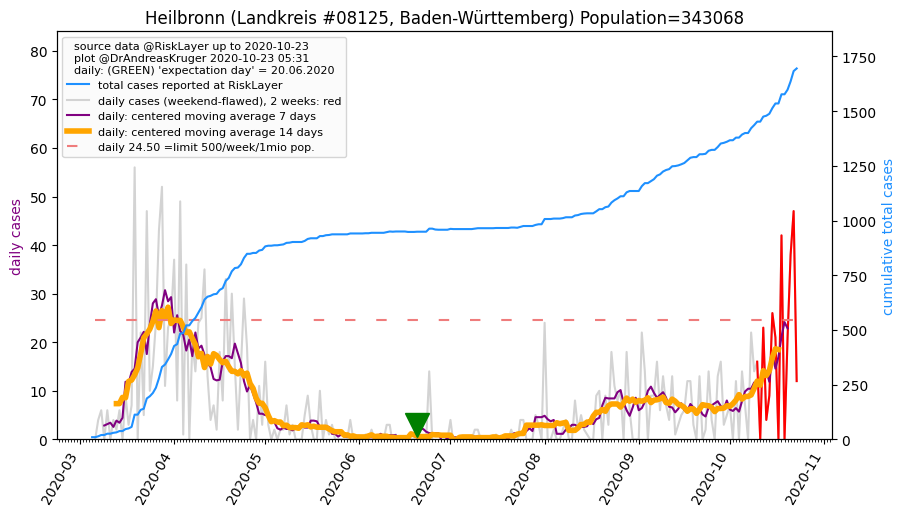 Heilbronn (Landkreis #08125, Baden-Württemberg) Population=343068
source data @RiskLayer up to 2020-10-23
plot @DrAndreasKruger 2020-10-23 05:31
daily: (GREEN) 'expectation day' = 20.06.2020
total cases reported at RiskLayer
daily cases (weekend-flawed), 2 weeks: red
daily: centered moving average 7 days
daily: centered moving average 14 days
daily 24.50 =limit 500/week/1mio pop.
daily cases
80
70
60
50
40
30
20
10
0
cumulative total cases
1750
1500
1250
1000
750
500
250
0
2020-03
2020-04
2020-05
2020-06
2020-07
2020-08
2020-09
2020-10
2020-11